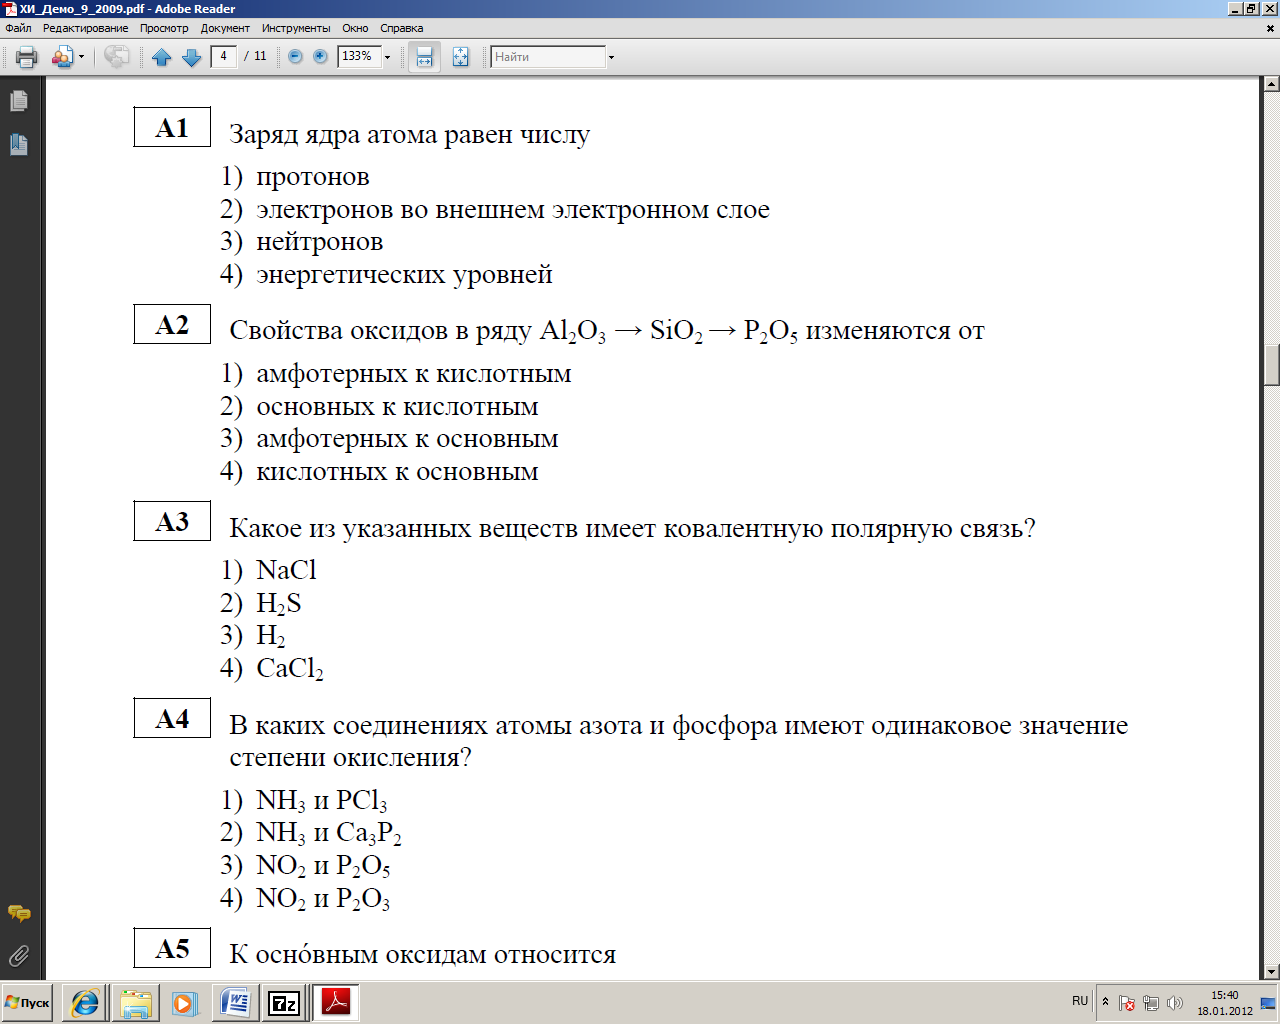 ХИ_Демо_9_2009.pdf - Adobe Reader
Файл Редактирование Просмотр Документ Инструменты Окно Справка
4 / 11 133% Найти
А1 Заряд ядра атома равен числу
1) протонов
2) электронов во внешнем электронном слое
3) нейтронов
4) энергетических уровней
А2 Свойства оксидов в ряду Al₂O₃ → SiO₂ → P₂O₅ изменяются от
1) амфотерных к кислотным
2) основных к кислотным
3) амфотерных к основным
4) кислотных к основным
А3 Какое из указанных веществ имеет ковалентную полярную связь?
1) NaCl
2) H₂S
3) H₂
4) CaCl₂
А4 В каких соединениях атомы азота и фосфора имеют одинаковое значение
степени окисления?
1) NH₃ и PCl₃
2) NH₃ и Ca₃P₂
3) NO₂ и P₂O₅
4) NO₂ и P₂O₃
А5 К осно́вным оксидам относится
Пуск
7z
RU
15:40
18.01.2012